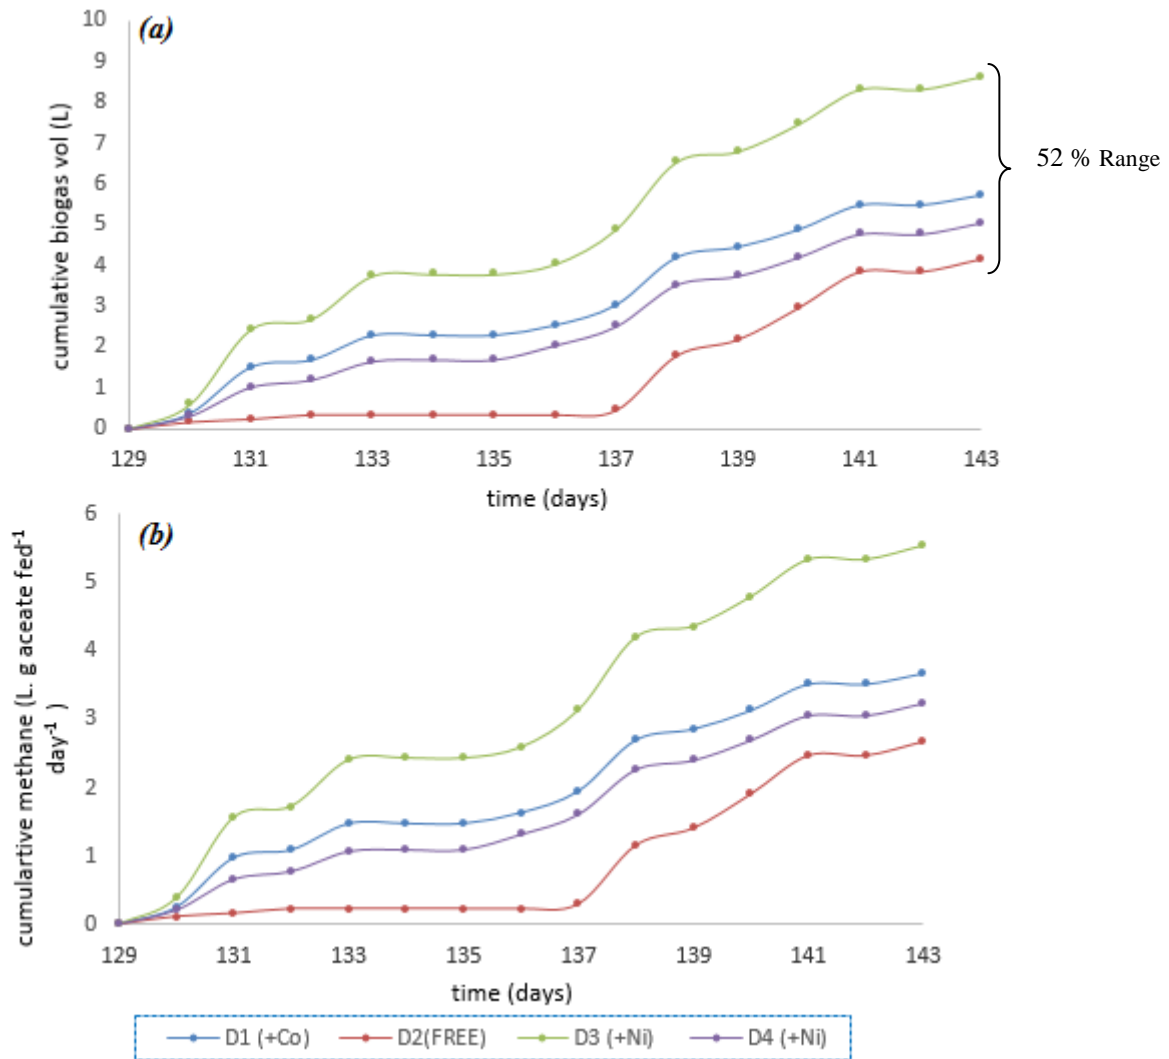 (a)
cumulative biogas vol (L)
10
9
8
7
6
5
4
3
2
1
0
129 131 133 135 137 139 141 143
time (days)
52 % Range
(b)
cumulartive methane (L. g aceate fed-1
day-1 )
6
5
4
3
2
1
0
129 131 133 135 137 139 141 143
time (days)
D1 (+Co) D2(FREE) D3 (+Ni) D4 (+Ni)